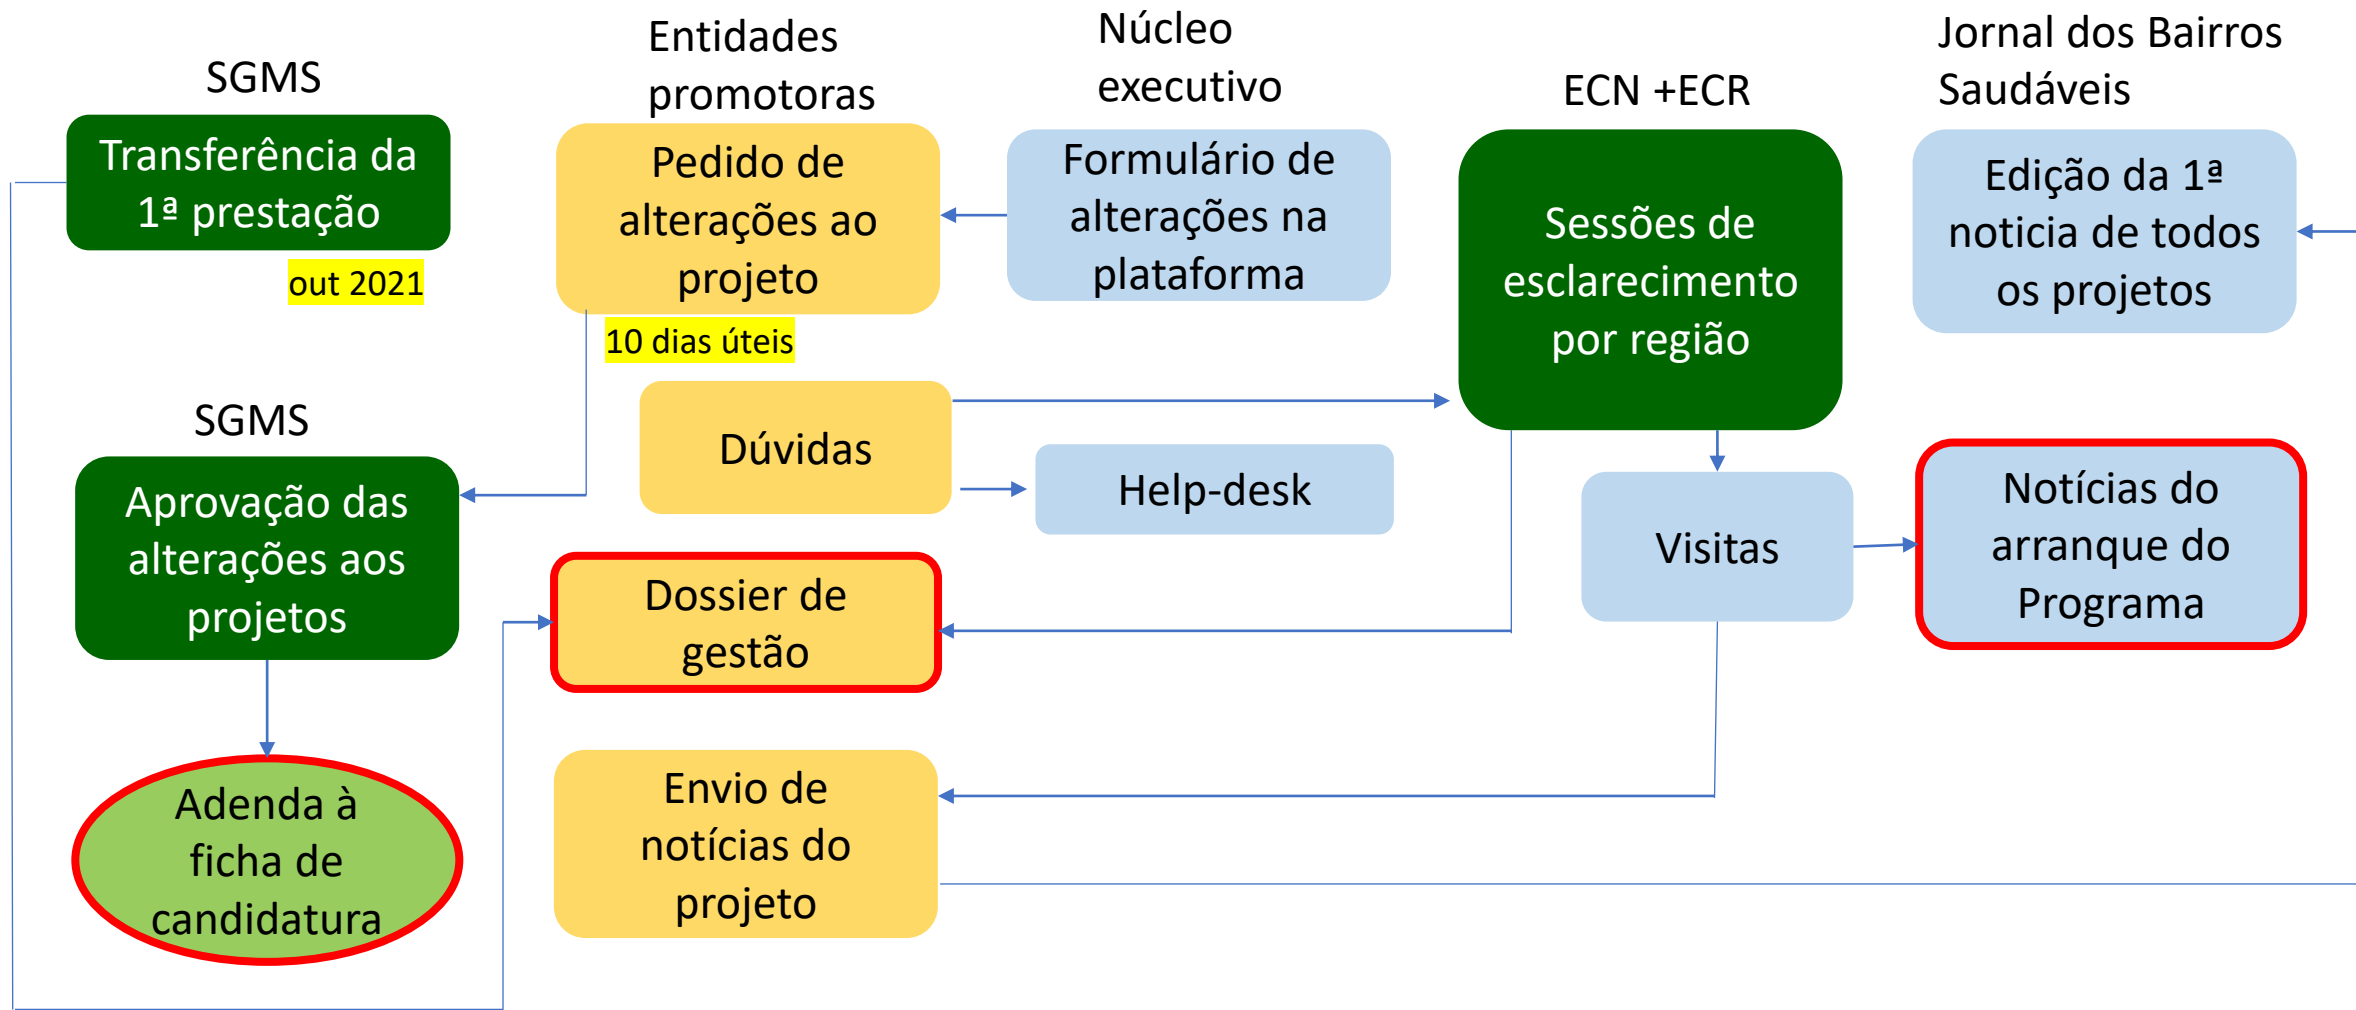 SGMS
Transferência da
1ª prestação
out 2021
SGMS
Aprovação das
alterações aos
projetos
Adenda à
ficha de
candidatura
Entidades
promotoras
Pedido de
alterações ao
projeto
10 dias úteis
Dúvidas
Dossier de
gestão
Envio de
notícias do
projeto
Núcleo
executivo
Formulário de
alterações na
plataforma
Help-desk
ECN +ECR
Sessões de
esclarecimento
por região
Visitas
Jornal dos Bairros
Saudáveis
Edição da 1ª
noticia de todos
os projetos
Notícias do
arranque do
Programa